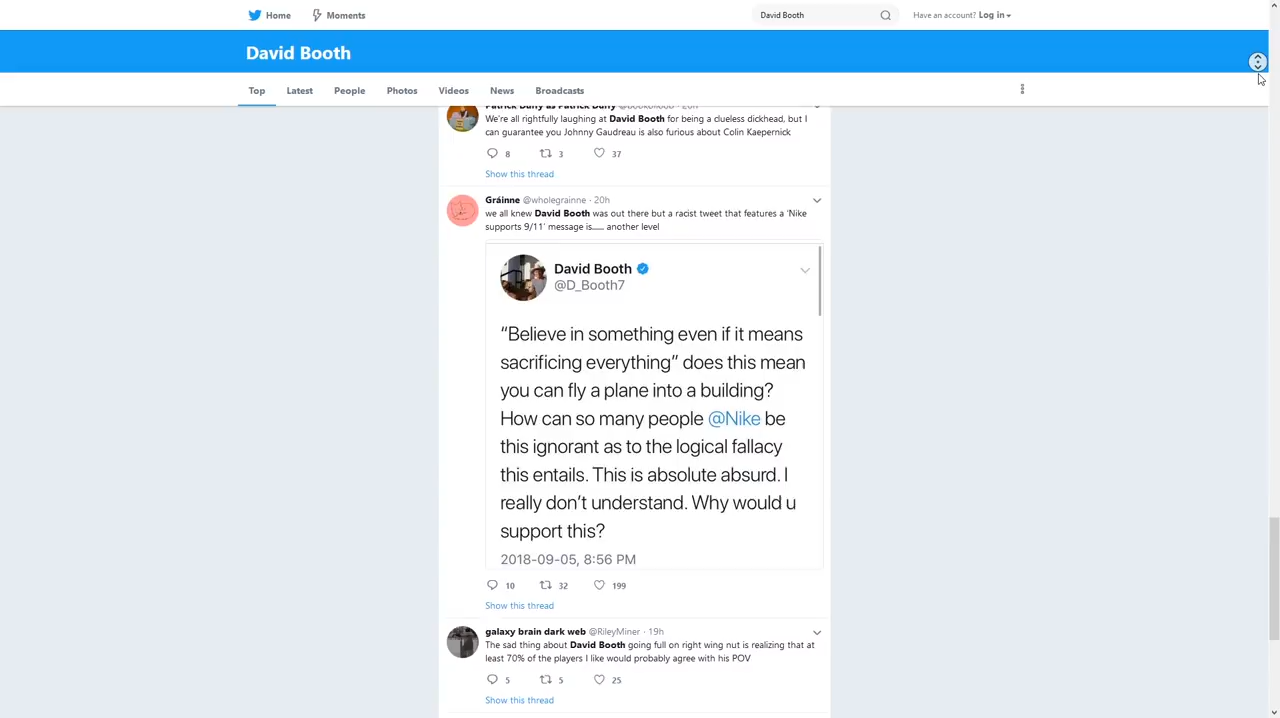 Home
Moments
David Booth
Have an account? Log in
David Booth
Top
Latest
People
Photos
Videos
News
Broadcasts
Patrick Duffy as Patrick Duffy
We're all rightfully laughing at David Booth for being a clueless dickhead, but I
can guarantee you Johnny Gaudreau is also furious about Colin Kaepernick
8 3 37
Show this thread
Gráinne @wholegrainne · 20h
we all knew David Booth was out there but a racist tweet that features a 'Nike
supports 9/11' message is...... another level
David Booth
@D_Booth7
“Believe in something even if it means
sacrificing everything” does this mean
you can fly a plane into a building?
How can so many people @Nike be
this ignorant as to the logical fallacy
this entails. This is absolute absurd. I
really don’t understand. Why would u
support this?
2018-09-05, 8:56 PM
10 32 199
Show this thread
galaxy brain dark web @RileyMiner · 19h
The sad thing about David Booth going full on right wing nut is realizing that at
least 70% of the players I like would probably agree with his POV
5 5 25
Show this thread